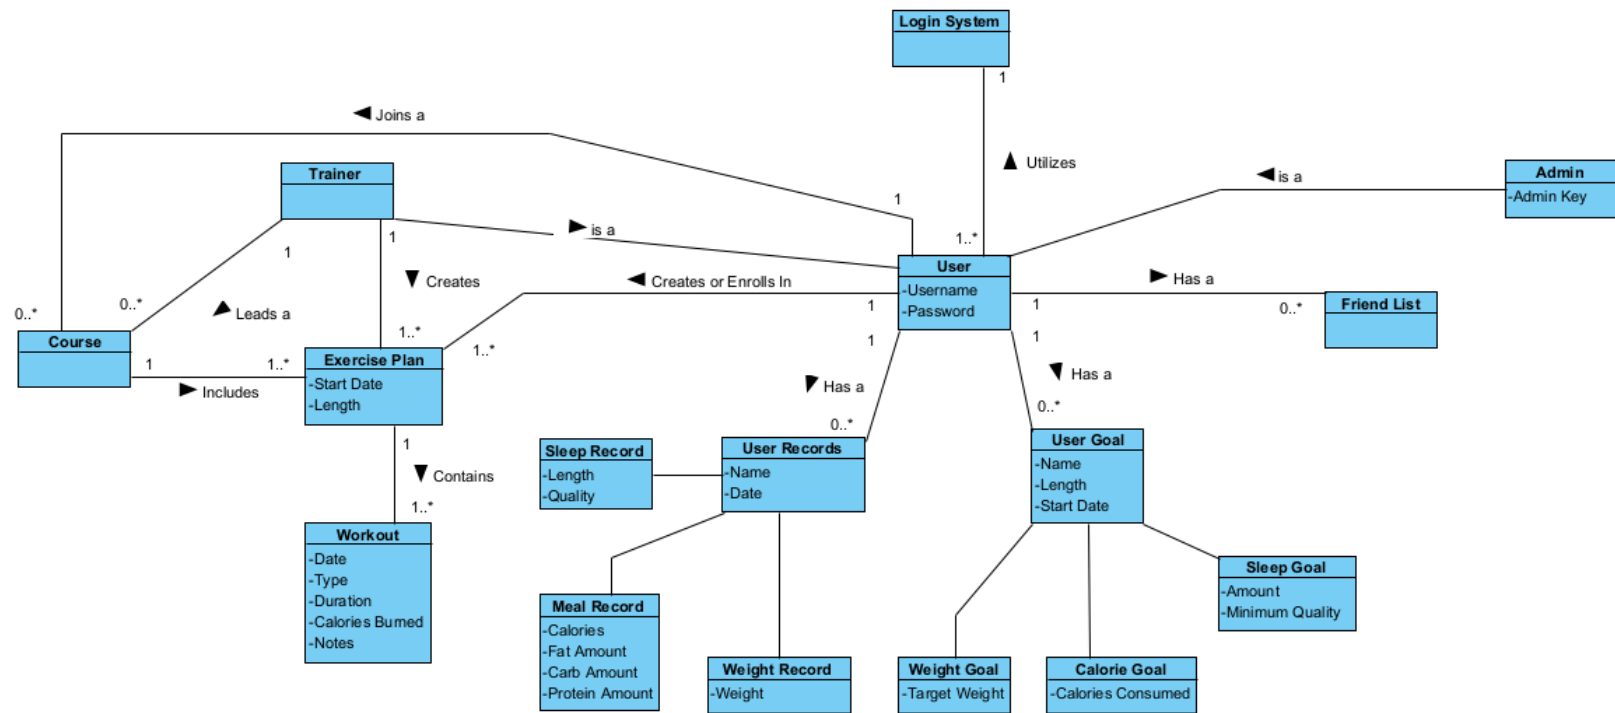 Login System
1
Joins a
Utilizes
Trainer
is a
Admin
-Admin Key
1
1
1
is a
1..*
User
-Username
-Password
Creates
Creates or Enrolls In
Has a
0..*
0..*
Leads a
1
1
0..*
Friend List
Course
1..*
1..*
1
1
1
1..*
Exercise Plan
-Start Date
-Length
Includes
Has a
Has a
0..*
0..*
1
Contains
1..*
Sleep Record
-Length
-Quality
User Records
-Name
-Date
User Goal
-Name
-Length
-Start Date
Workout
-Date
-Type
-Duration
-Calories Burned
-Notes
Sleep Goal
-Amount
-Minimum Quality
Meal Record
-Calories
-Fat Amount
-Carb Amount
-Protein Amount
Weight Record
-Weight
Weight Goal
-Target Weight
Calorie Goal
-Calories Consumed